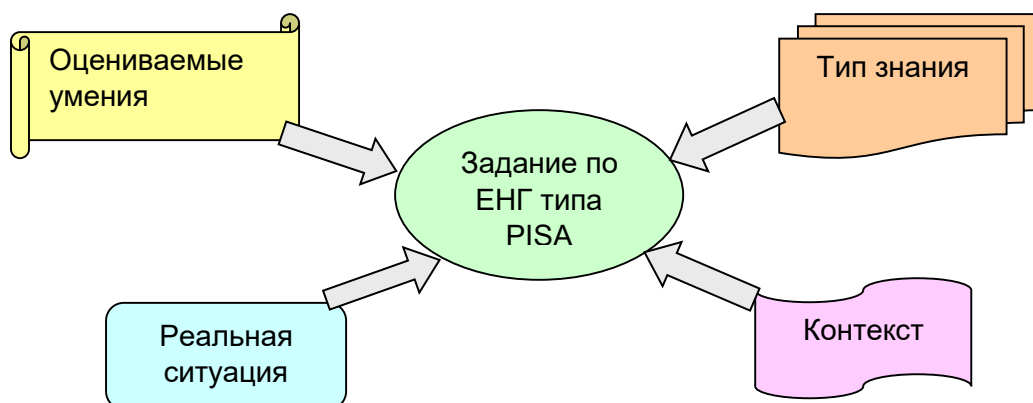 Оцениваемые
умения
Тип знания
Задание по
ЕНГ типа
PISA
Реальная
ситуация
Контекст